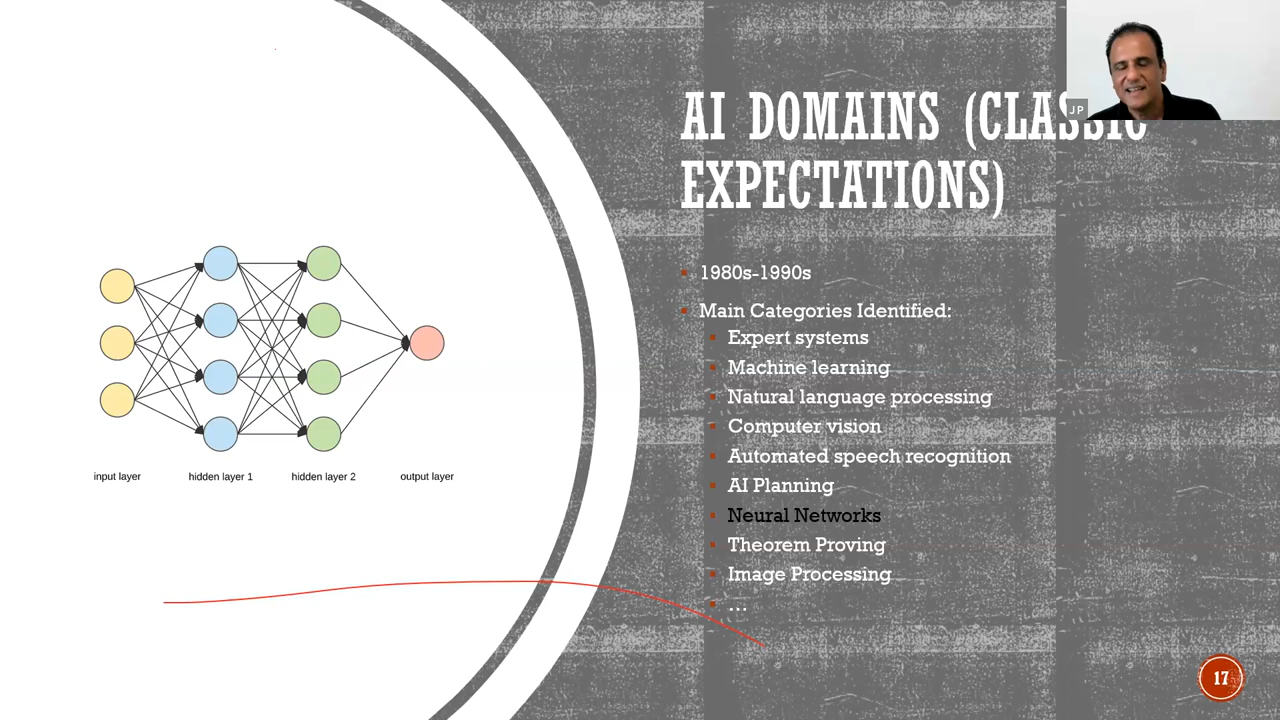 AI DOMAINS (CLASSIC
EXPECTATIONS)
JP
1980s-1990s
Main Categories Identified:
Expert systems
Machine learning
Natural language processing
Computer vision
Automated speech recognition
AI Planning
Neural Networks
Theorem Proving
Image Processing
...
input layer hidden layer 1 hidden layer 2 output layer
17